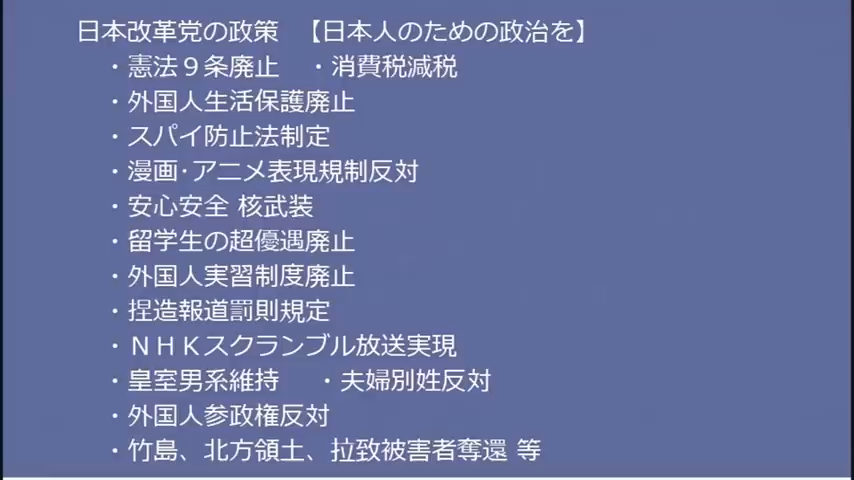 日本改革党の政策 【日本人のための政治を】
・憲法９条廃止 ・消費税減税
・外国人生活保護廃止
・スパイ防止法制定
・漫画･アニメ表現規制反対
・安心安全 核武装
・留学生の超優遇廃止
・外国人実習制度廃止
・捏造報道罰則規定
・ＮＨＫスクランブル放送実現
・皇室男系維持 ・夫婦別姓反対
・外国人参政権反対
・竹島、北方領土、拉致被害者奪還 等